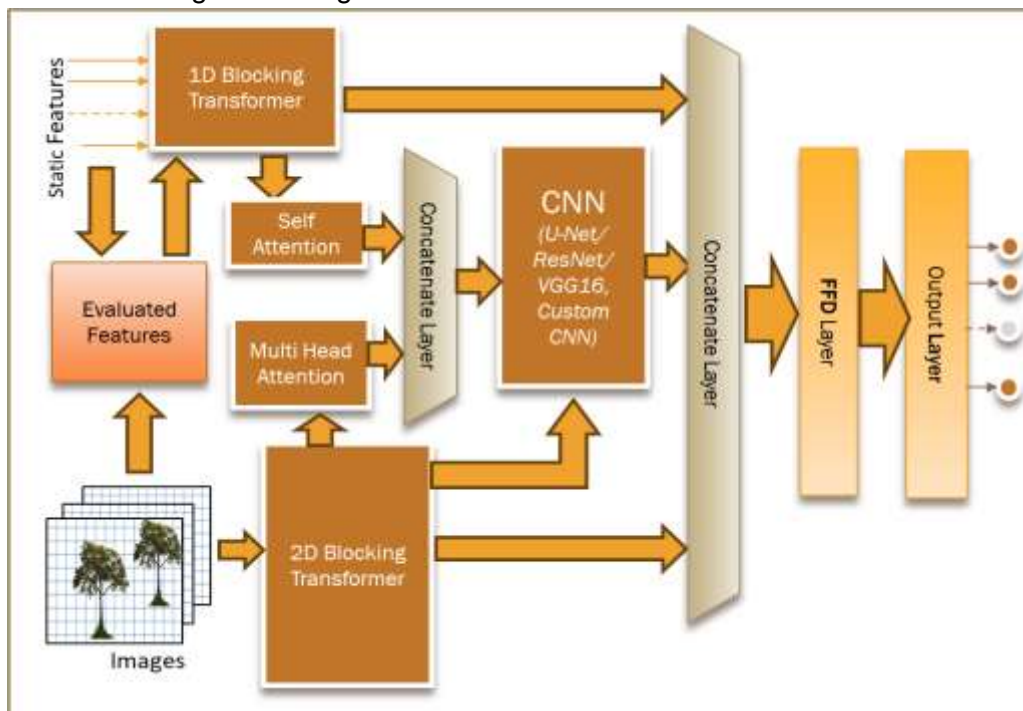 Static Features
1D Blocking
Transformer
Self
Attention
Evaluated
Features
Multi Head
Attention
Concatenate Layer
CNN
(U-Net/
ResNet/
VGG16,
Custom
CNN)
Concatenate Layer
FFD Layer
Output Layer
2D Blocking
Transformer
Images